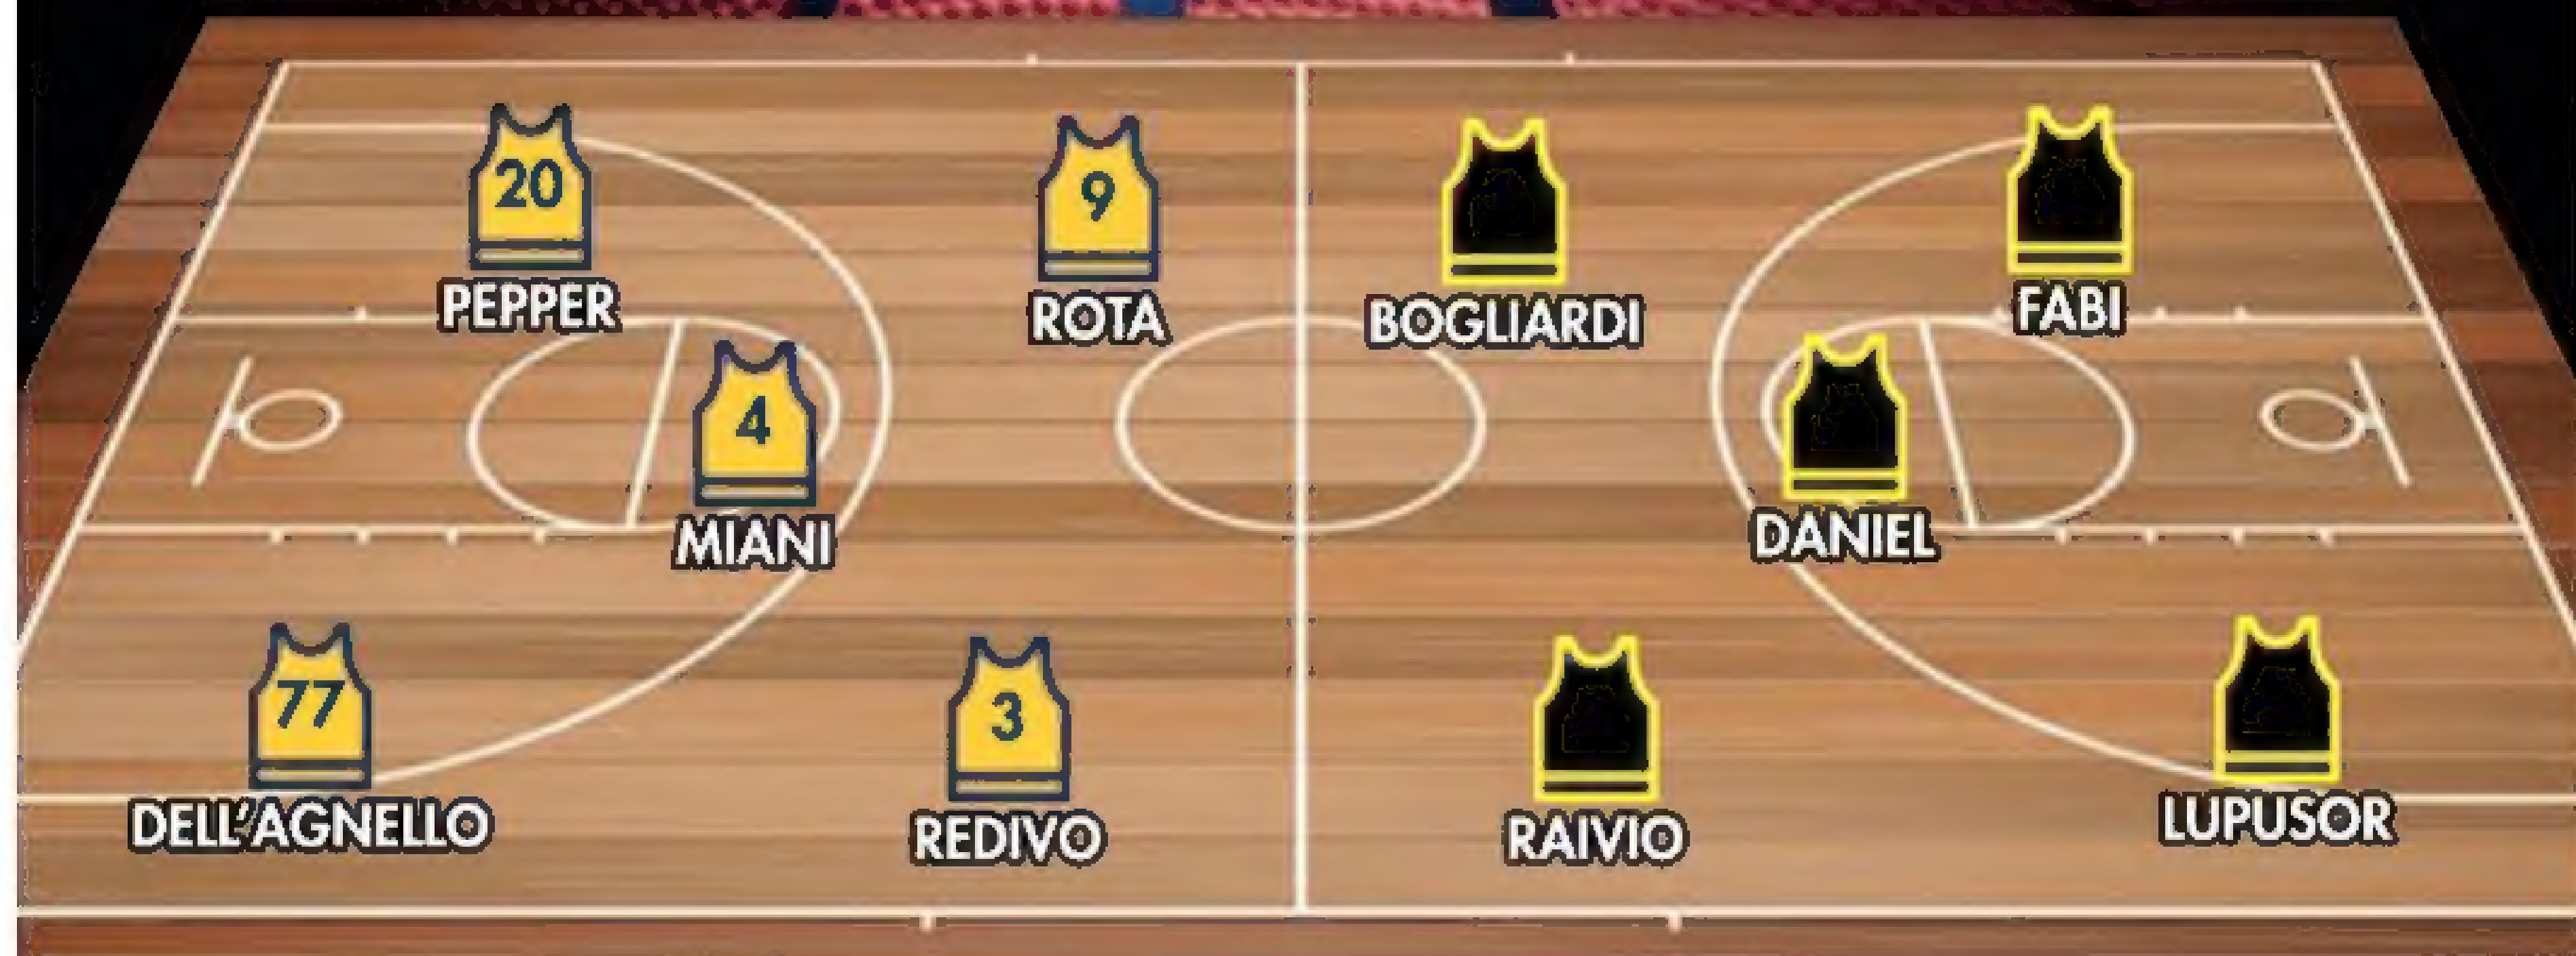 20
PEPPER
9
ROTA
BOGLIARDI
FABI
4
MIANI
DANIEL
77
DELL'AGNELLO
3
REDIVO
RAIVIO
LUPUSOR